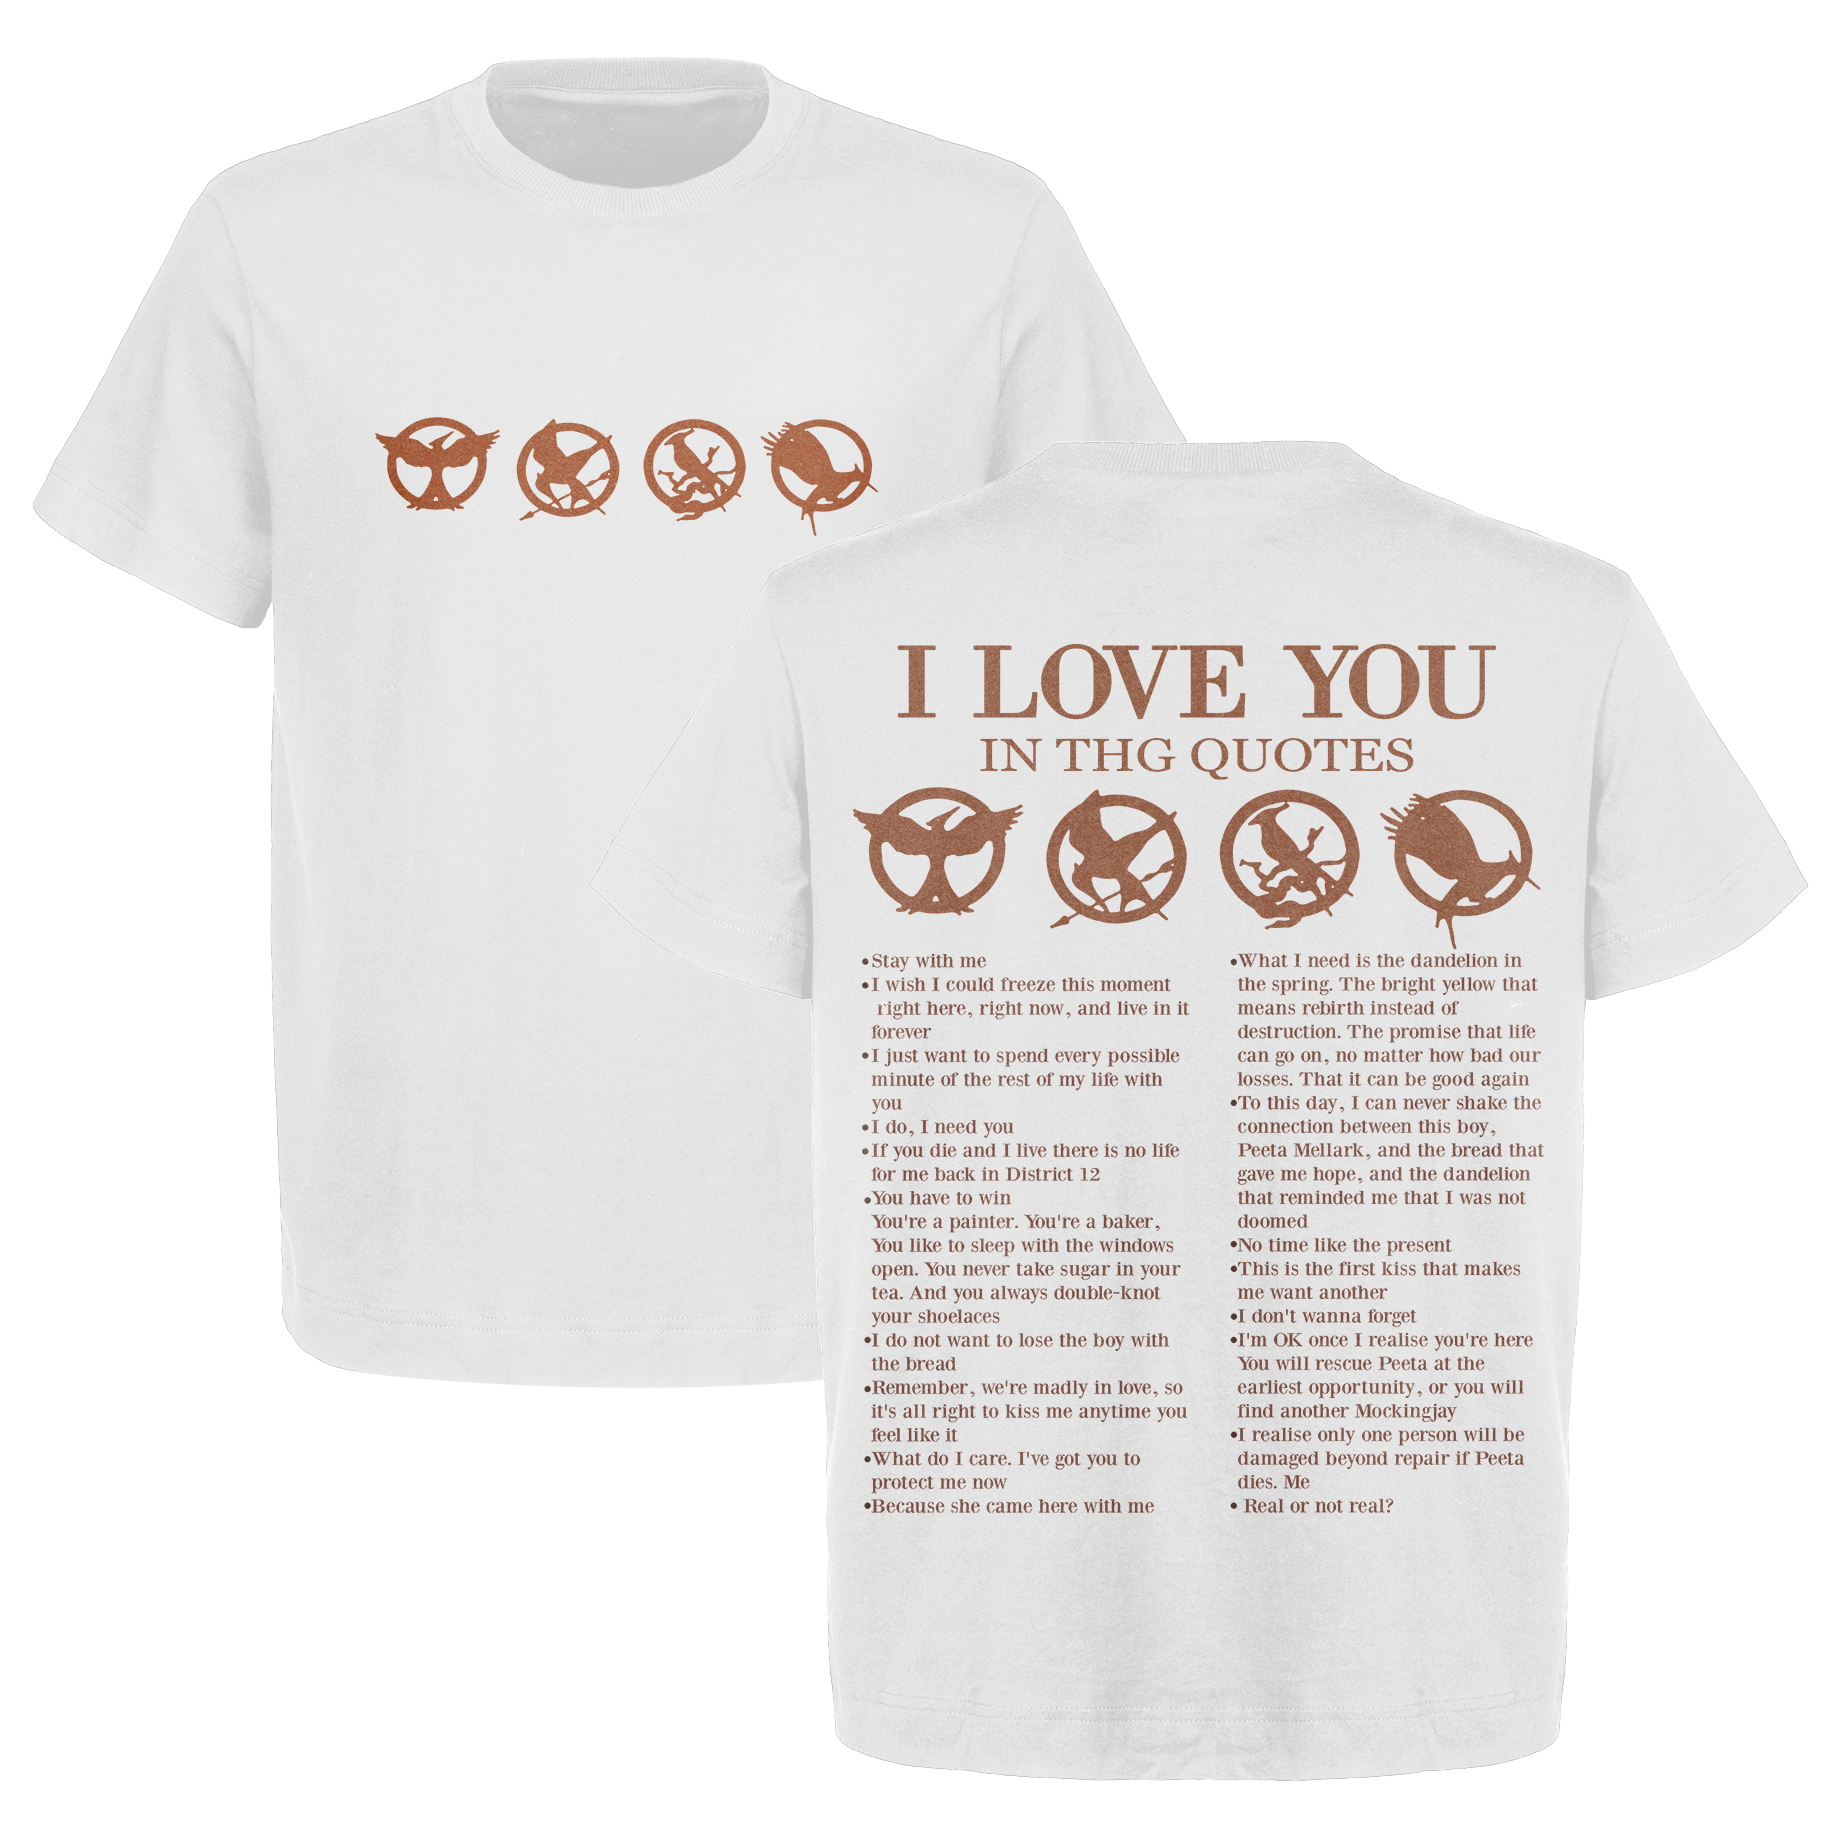 I LOVE YOU
IN THG QUOTES
•Stay with me
•I wish I could freeze this moment
right here, right now, and live in it
forever
•I just want to spend every possible
minute of the rest of my life with
you
•I do, I need you
•If you die and I live there is no life
for me back in District 12
•You have to win
You're a painter. You're a baker,
You like to sleep with the windows
open. You never take sugar in your
tea. And you always double-knot
your shoelaces
•I do not want to lose the boy with
the bread
•Remember, we're madly in love, so
it's all right to kiss me anytime you
feel like it
•What do I care. I've got you to
protect me now
•Because she came here with me
•What I need is the dandelion in
the spring. The bright yellow that
means rebirth instead of
destruction. The promise that life
can go on, no matter how bad our
losses. That it can be good again
•To this day, I can never shake the
connection between this boy,
Peeta Mellark, and the bread that
gave me hope, and the dandelion
that reminded me that I was not
doomed
•No time like the present
•This is the first kiss that makes
me want another
•I don't wanna forget
•I'm OK once I realise you're here
You will rescue Peeta at the
earliest opportunity, or you will
find another Mockingjay
•I realise only one person will be
damaged beyond repair if Peeta
dies. Me
• Real or not real?